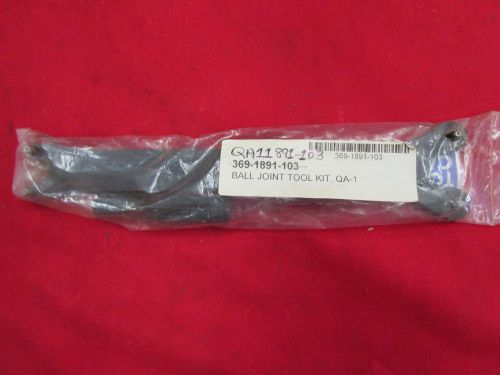 QA11891-103 369-1891-103
369-1891-103
BALL JOINT TOOL KIT, QA-1